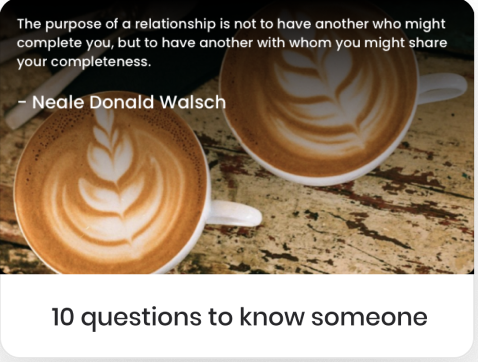 The purpose of a relationship is not to have another who might
complete you, but to have another with whom you might share
your completeness.
– Neale Donald Walsch
10 questions to know someone